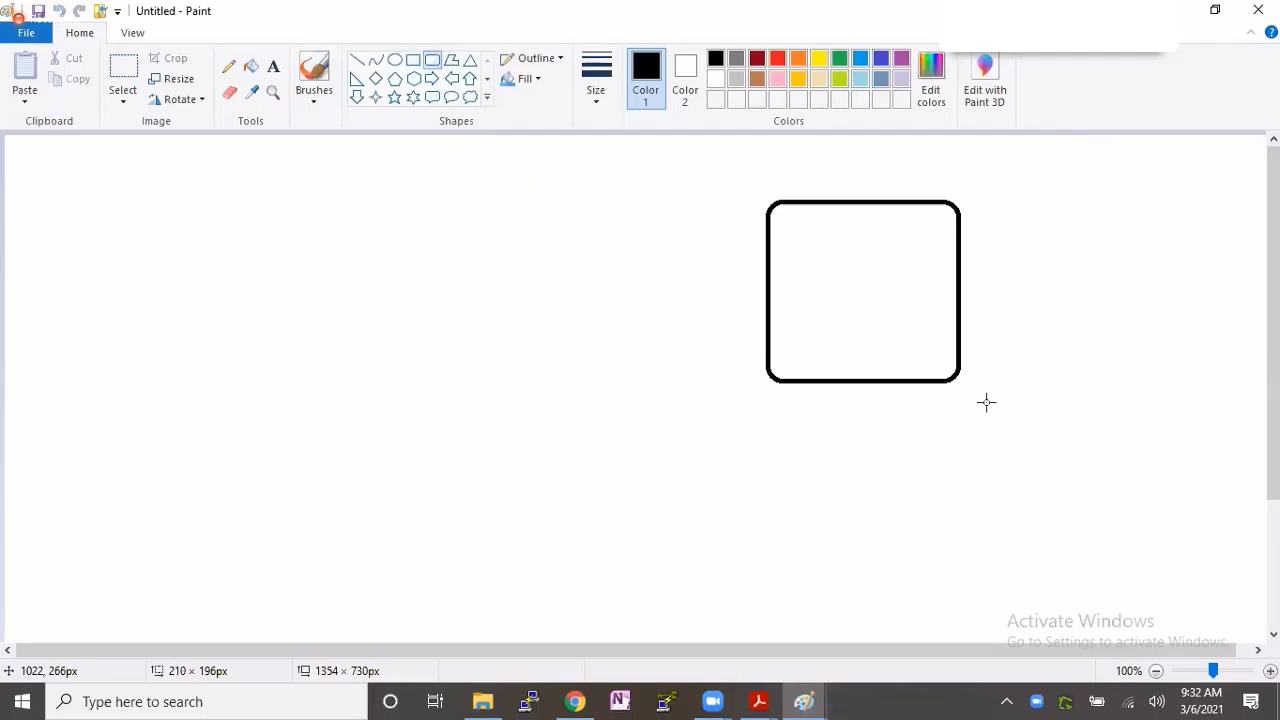 Untitled - Paint
File
Home
View
Paste
Cut
Copy
Clipboard
Select
Crop
Resize
Rotate
Image
A
Tools
Brushes
Outline
Fill
Shapes
Size
Color 1
Color 2
Edit colors
Colors
Edit with Paint 3D
?
Activate Windows
Go to Settings to activate Windows.
1022, 266px
210 × 196px
1354 × 730px
100%
Type here to search
9:32 AM
3/6/2021